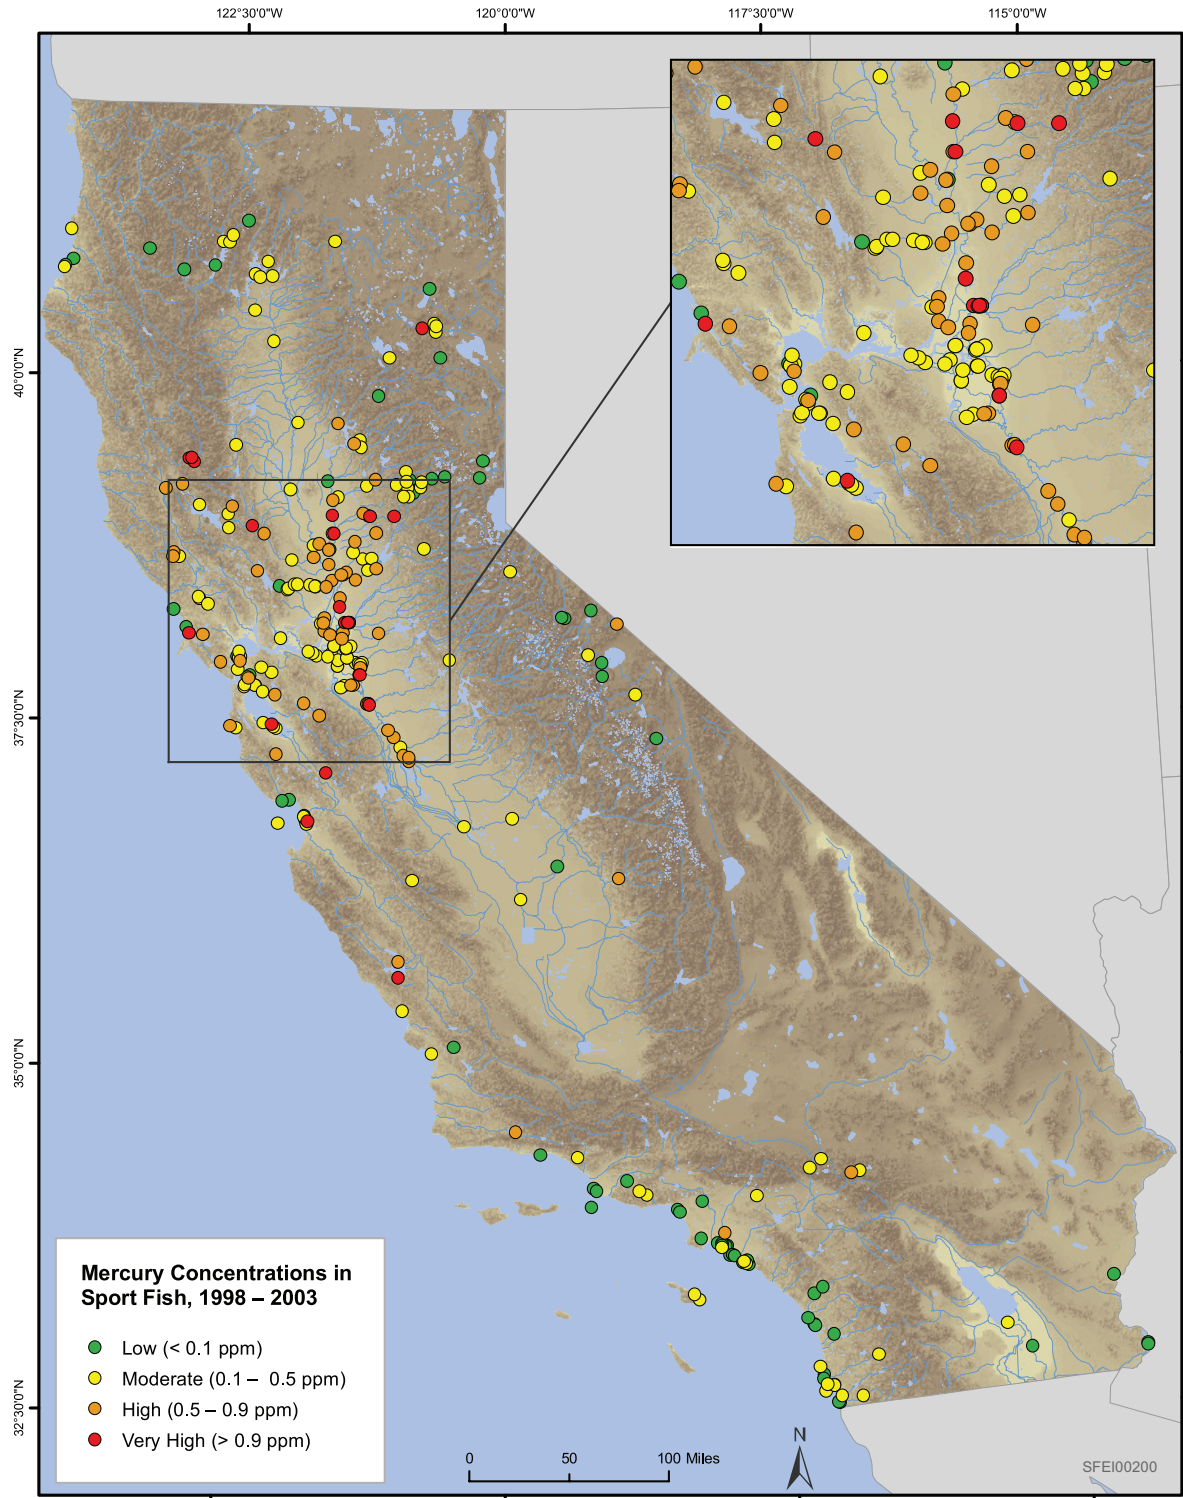 122°30'0"W
120°0'0"W
117°30'0"W
115°0'0"W
40°0'0"N
37°30'0"N
35°0'0"N
32°30'0"N
Mercury Concentrations in
Sport Fish, 1998 – 2003
Low (< 0.1 ppm)
Moderate (0.1 – 0.5 ppm)
High (0.5 – 0.9 ppm)
Very High (> 0.9 ppm)
0 50 100 Miles
N
SFEI00200